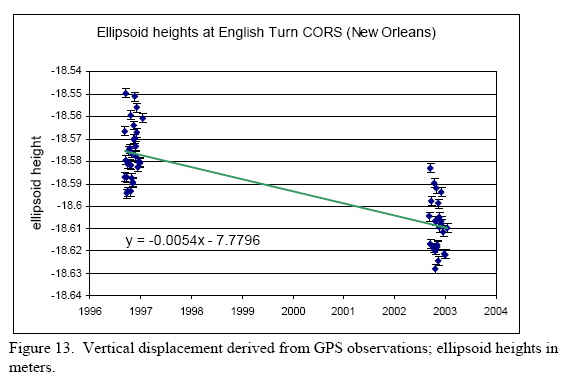 Ellipsoid heights at English Turn CORS (New Orleans)
-18.54
-18.55
-18.56
-18.57
-18.58
-18.59
-18.6
-18.61
-18.62
-18.63
-18.64
ellipsoid height
y = -0.0054x - 7.7796
1996 1997 1998 1999 2000 2001 2002 2003 2004
Figure 13.  Vertical displacement derived from GPS observations; ellipsoid heights in
meters.